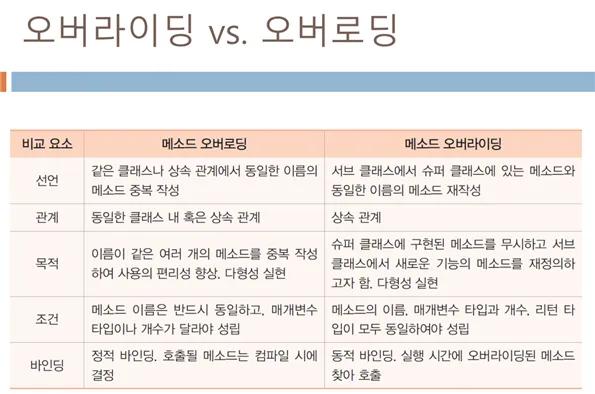 오버라이딩 vs. 오버로딩
비교 요소 메소드 오버로딩 메소드 오버라이딩
선언
같은 클래스나 상속 관계에서 동일한 이름의
메소드 중복 작성
서브 클래스에서 슈퍼 클래스에 있는 메소드와
동일한 이름의 메소드 재작성
관계
동일한 클래스 내 혹은 상속 관계
상속 관계
목적
이름이 같은 여러 개의 메소드를 중복 작성
하여 사용의 편리성 향상. 다형성 실현
슈퍼 클래스에 구현된 메소드를 무시하고 서브
클래스에서 새로운 기능의 메소드를 재정의하
고자 함. 다형성 실현
조건
메소드 이름은 반드시 동일하고, 매개변수
타입이나 개수가 달라야 성립
메소드의 이름, 매개변수 타입과 개수, 리턴 타
입이 모두 동일하여야 성립
바인딩
정적 바인딩. 호출될 메소드는 컴파일 시에
결정
동적 바인딩. 실행 시간에 오버라이딩된 메소드
찾아 호출